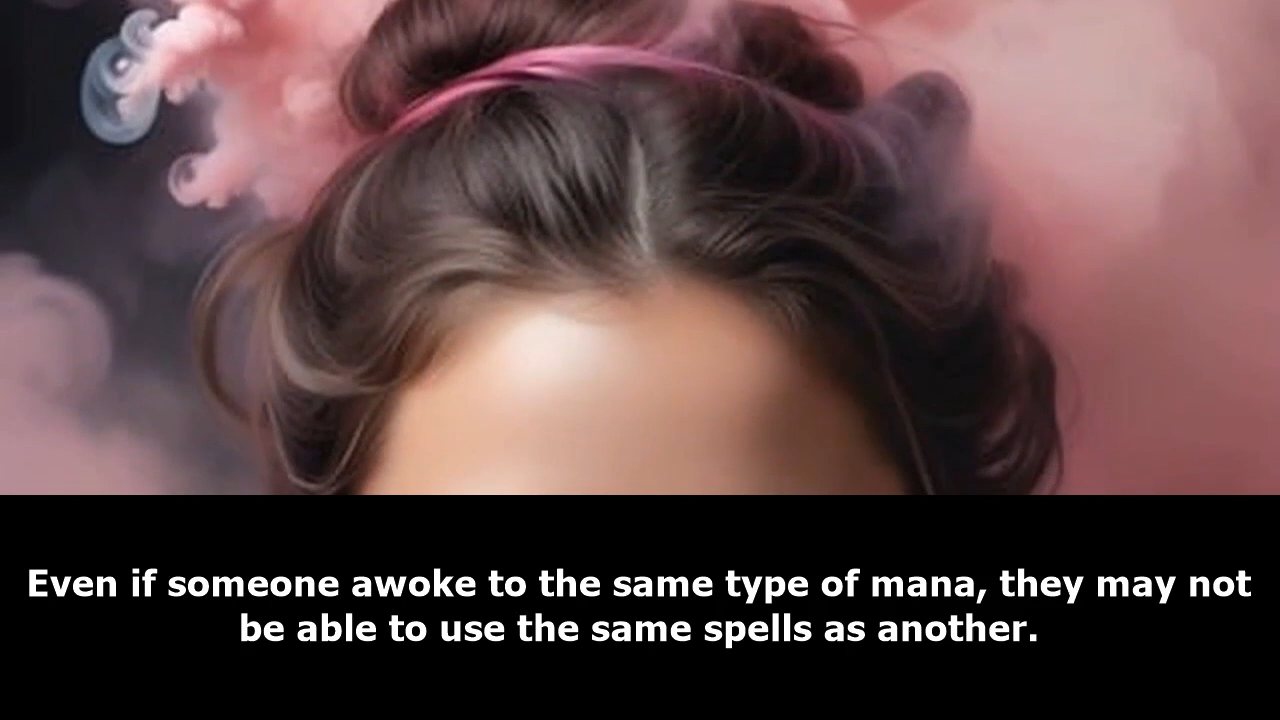 Even if someone awoke to the same type of mana, they may not
be able to use the same spells as another.